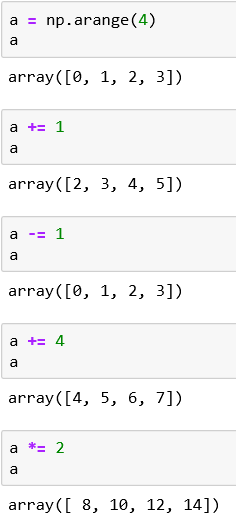 a = np.arange(4)
a
array([0, 1, 2, 3])
a += 1
a
array([2, 3, 4, 5])
a -= 1
a
array([0, 1, 2, 3])
a += 4
a
array([4, 5, 6, 7])
a *= 2
a
array([ 8, 10, 12, 14])